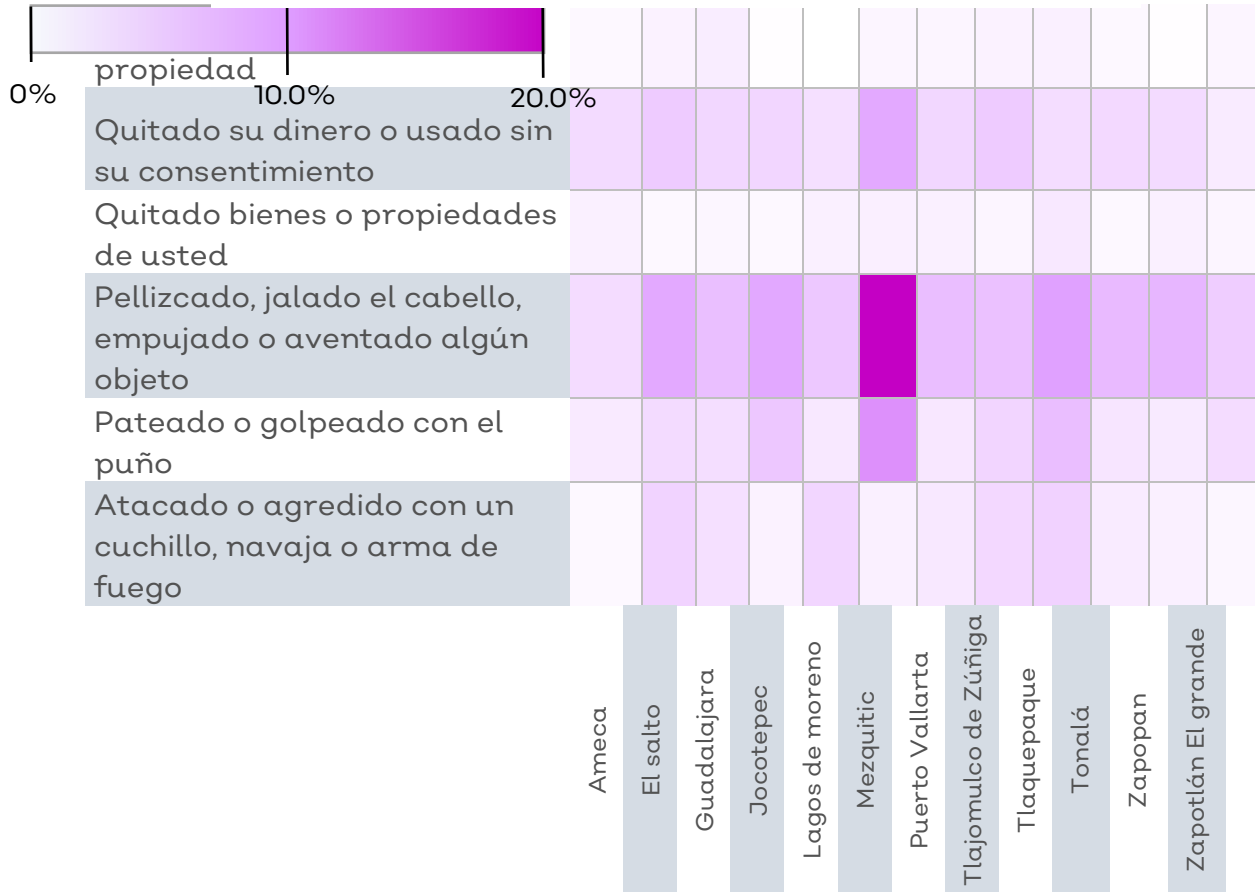 propiedad
0%
10.0%
20.0%
Quitado su dinero o usado sin
su consentimiento
Quitado bienes o propiedades
de usted
Pellizcado, jalado el cabello,
empujado o aventado algún
objeto
Pateado o golpeado con el
puño
Atacado o agredido con un
cuchillo, navaja o arma de
fuego
Ameca
El salto
Guadalajara
Jocotepec
Lagos de moreno
Mezquitic
Puerto Vallarta
Tlajomulco de Zúñiga
Tlaquepaque
Tonalá
Zapopan
Zapotlán El grande